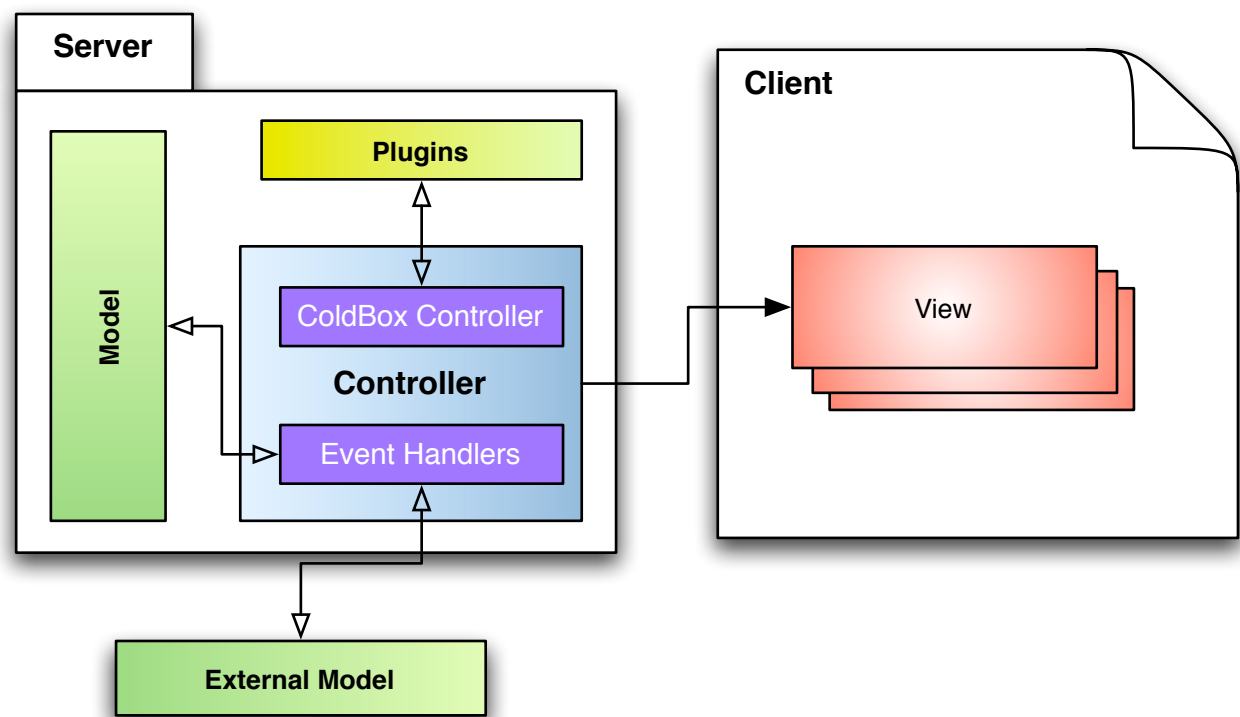 Server
Client
Plugins
Model
ColdBox Controller
View
Controller
Event Handlers
External Model